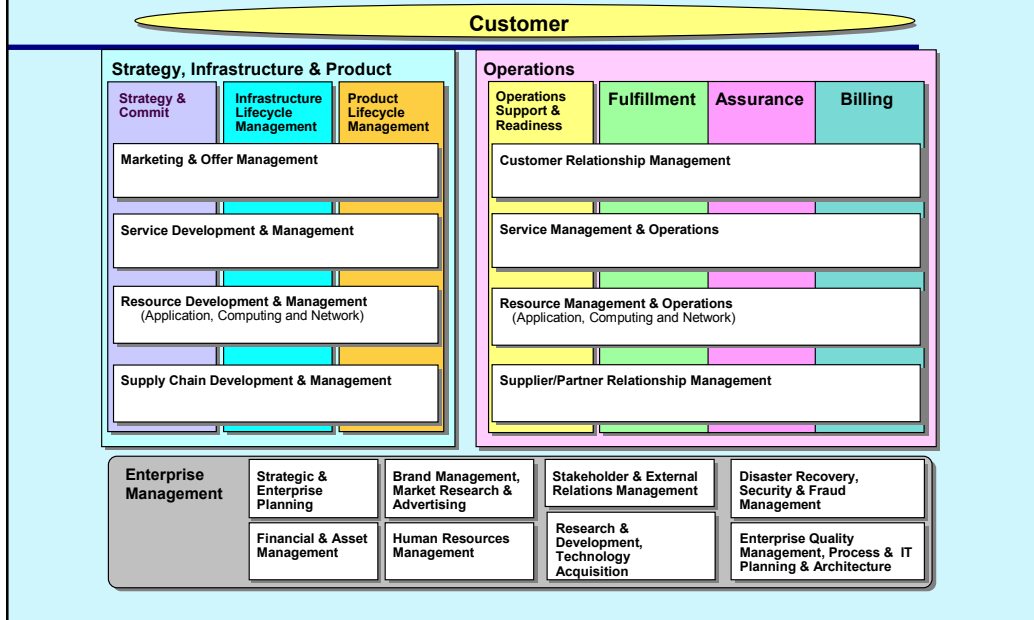 Customer
Strategy, Infrastructure & Product
Strategy &
Commit
Infrastructure
Lifecycle
Management
Product
Lifecycle
Management
Marketing & Offer Management
Service Development & Management
Resource Development & Management
(Application, Computing and Network)
Supply Chain Development & Management
Operations
Operations
Support &
Readiness
Fulfillment
Assurance
Billing
Customer Relationship Management
Service Management & Operations
Resource Management & Operations
(Application, Computing and Network)
Supplier/Partner Relationship Management
Enterprise
Management
Strategic &
Enterprise
Planning
Brand Management,
Market Research &
Advertising
Stakeholder & External
Relations Management
Disaster Recovery,
Security & Fraud
Management
Financial & Asset
Management
Human Resources
Management
Research &
Development,
Technology
Acquisition
Enterprise Quality
Management, Process & IT
Planning & Architecture